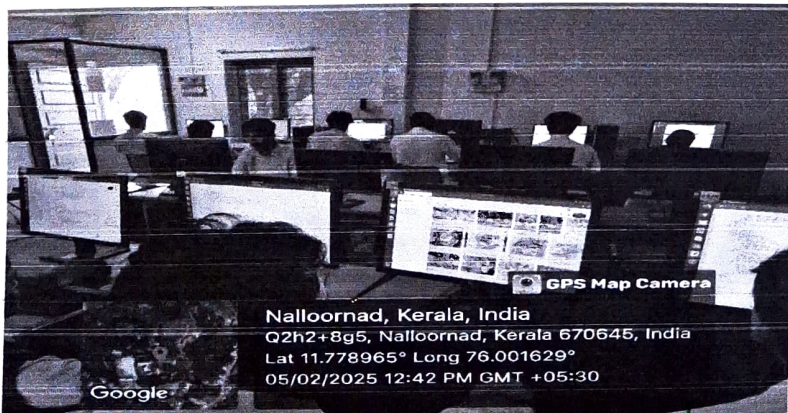 GPS Map Camera
Nalloornad, Kerala, India
Q2h2+8g5, Nalloornad, Kerala 670645, India
Lat 11.778965° Long 76.001629°
05/02/2025 12:42 PM GMT +05:30
Google